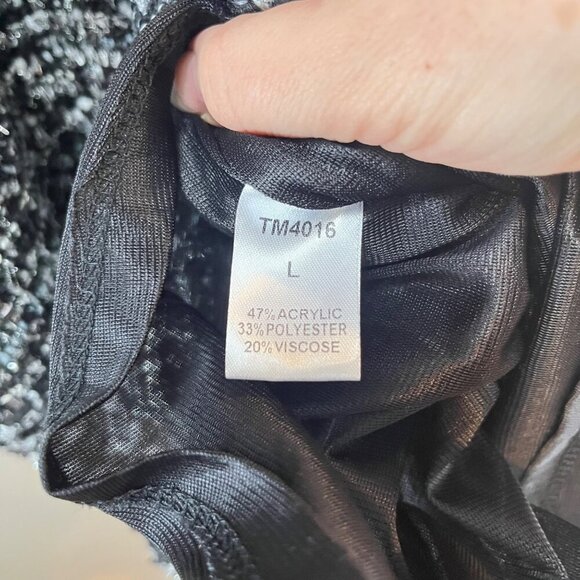 TM4016
L
47%ACRYLIC
33%POLYESTER
20%VISCOSE